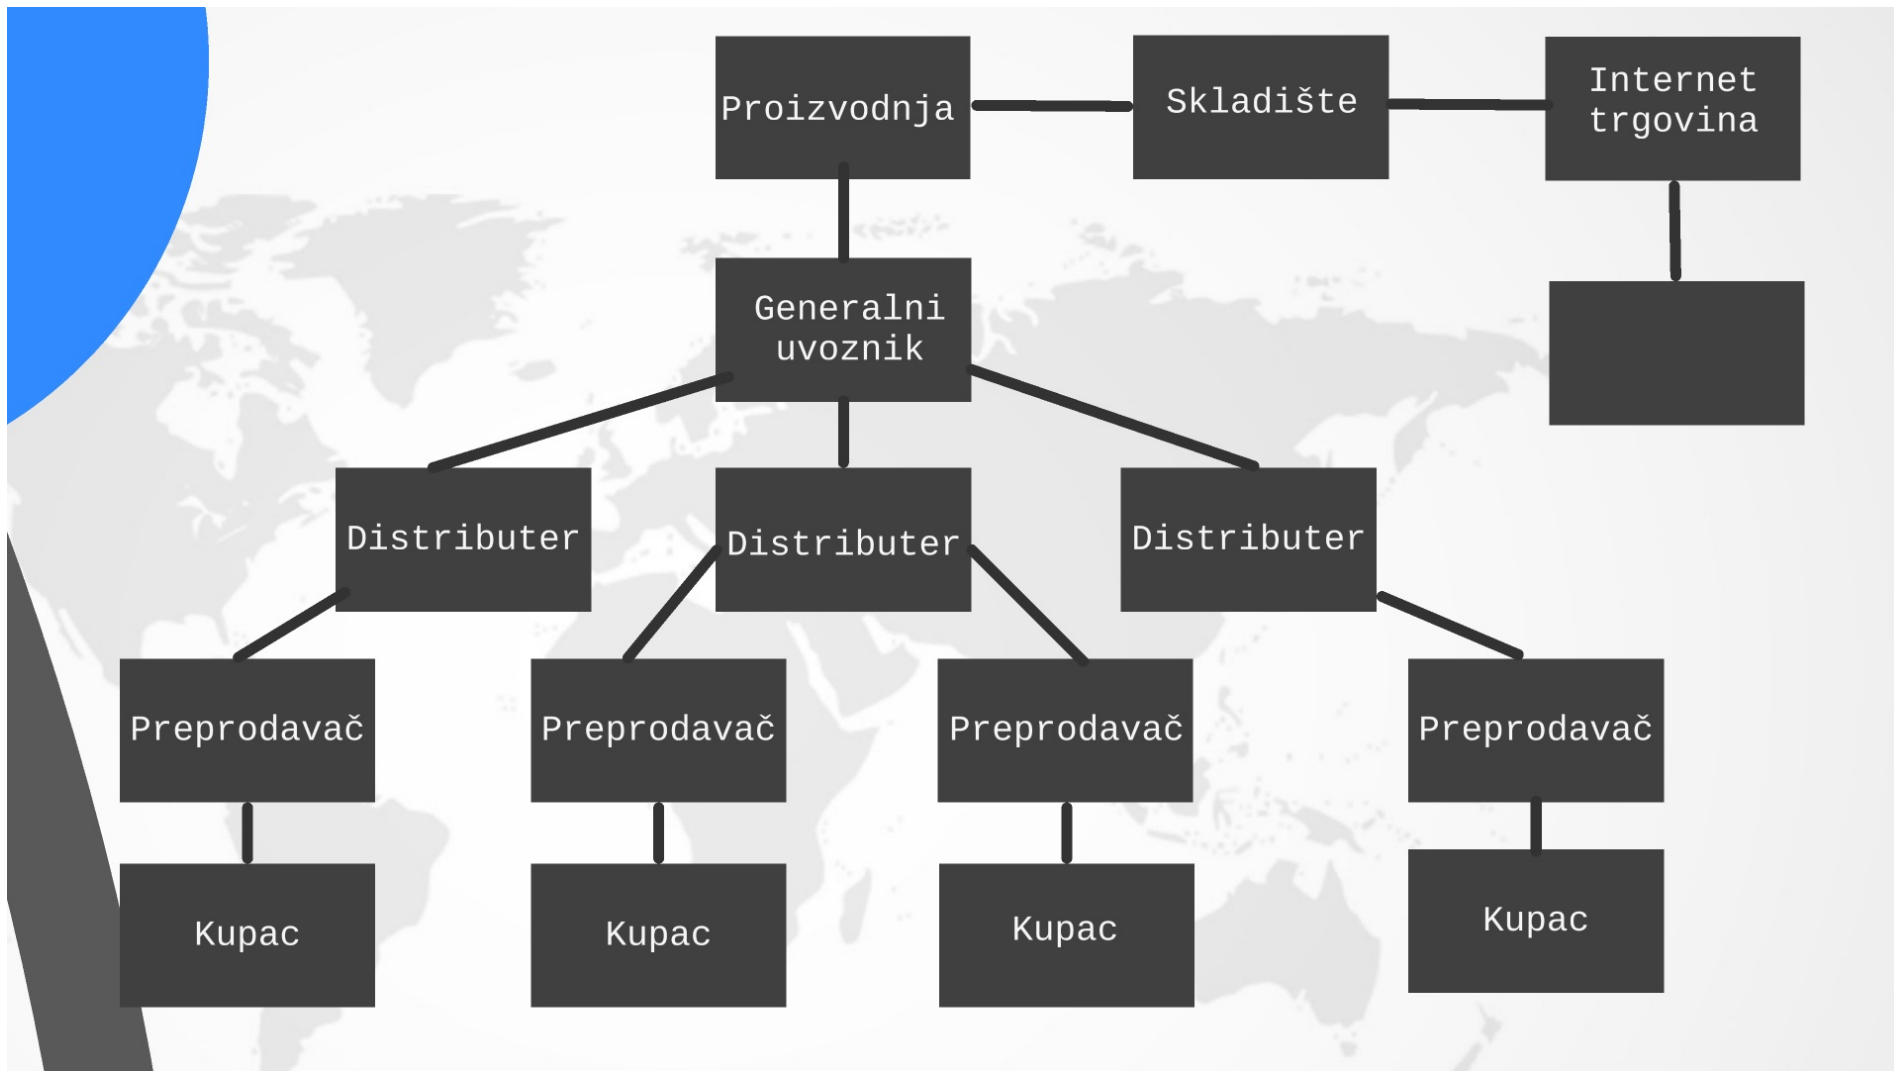 Proizvodnja
Skladište
Internet
trgovina
Generalni
uvoznik
Distributer
Distributer
Distributer
Preprodavač
Preprodavač
Preprodavač
Preprodavač
Kupac
Kupac
Kupac
Kupac